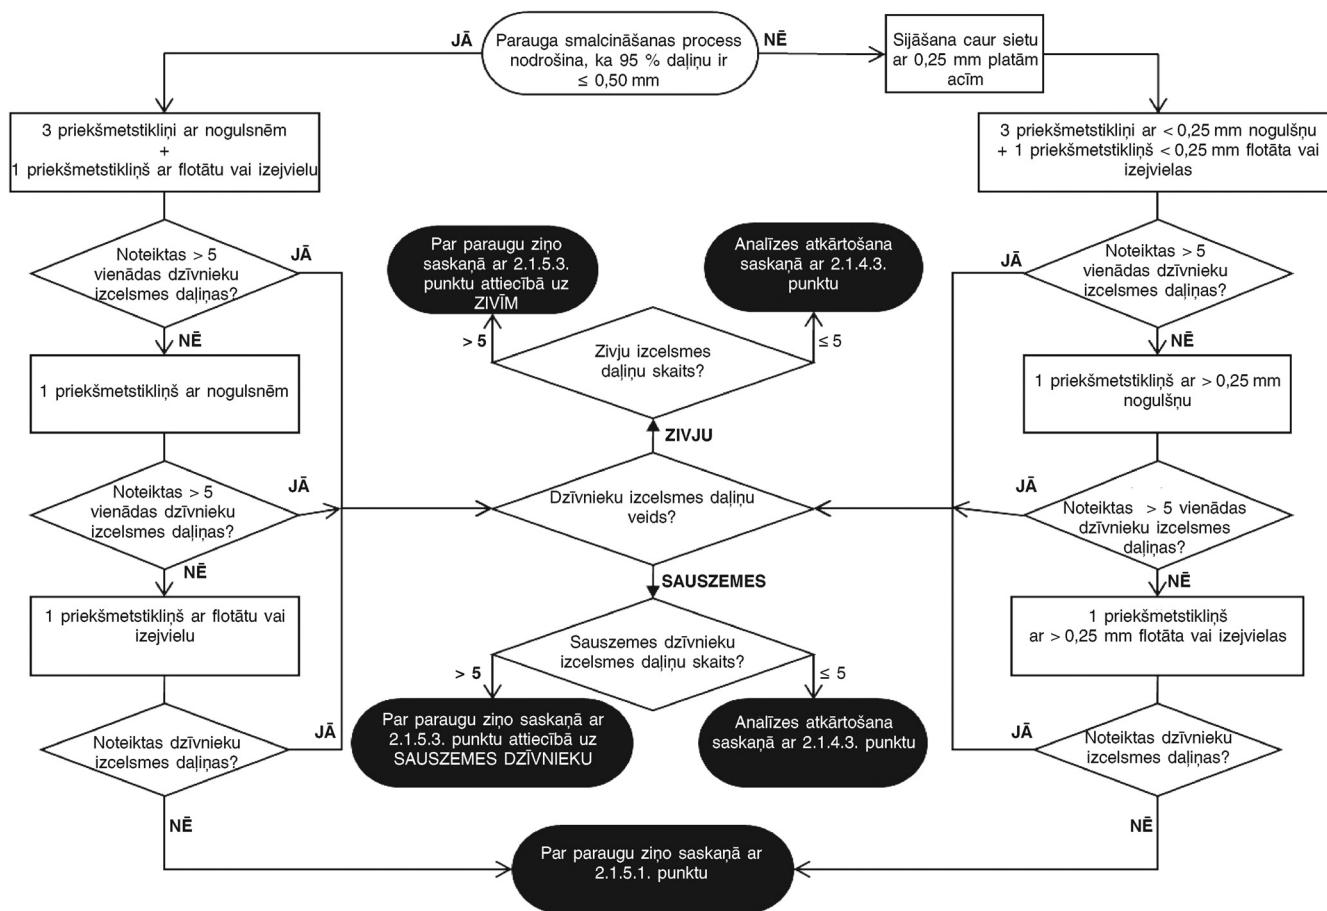 JĀ
Parauga smalcināšanas process
nodrošina, ka 95 % daļiņu ir
≤ 0,50 mm
NĒ
Sijāšana caur sietu
ar 0,25 mm platām
acīm
3 priekšmetstikliņi ar nogulsnēm
+
1 priekšmetstikliņš ar flotātu vai izejvielu
3 priekšmetstikliņi ar < 0,25 mm nogulšņu
+ 1 priekšmetstikliņš < 0,25 mm flotāta vai
izejvielas
Noteiktas > 5
vienādas dzīvnieku
izcelsmes daļiņas?
JĀ
NĒ
Par paraugu ziņo
saskaņā ar 2.1.5.3.
punktu attiecībā uz
ZIVĪM
Analīzes atkārtošana
saskaņā ar 2.1.4.3.
punktu
JĀ
Noteiktas > 5
vienādas dzīvnieku
izcelsmes daļiņas?
NĒ
> 5
Zivju izcelsmes
daļiņu skaits?
≤ 5
1 priekšmetstikliņš ar nogulsnēm
1 priekšmetstikliņš ar > 0,25 mm
nogulšņu
ZIVJU
Noteiktas > 5
vienādas dzīvnieku
izcelsmes daļiņas?
JĀ
NĒ
Dzīvnieku izcelsmes daļiņu
veids?
JĀ
Noteiktas > 5 vienādas
dzīvnieku izcelsmes
daļiņas?
NĒ
SAUSZEMES
1 priekšmetstikliņš ar flotātu vai
izejvielu
Sauszemes dzīvnieku
izcelsmes daļiņu skaits?
1 priekšmetstikliņš
ar > 0,25 mm flotāta vai izejvielas
> 5
≤ 5
Noteiktas dzīvnieku
izcelsmes daļiņas?
JĀ
NĒ
Par paraugu ziņo saskaņā ar
2.1.5.3. punktu attiecībā uz
SAUSZEMES DZĪVNIEKU
Analīzes atkārtošana
saskaņā ar 2.1.4.3. punktu
JĀ
Noteiktas dzīvnieku
izcelsmes daļiņas?
NĒ
Par paraugu ziņo saskaņā ar
2.1.5.1. punktu